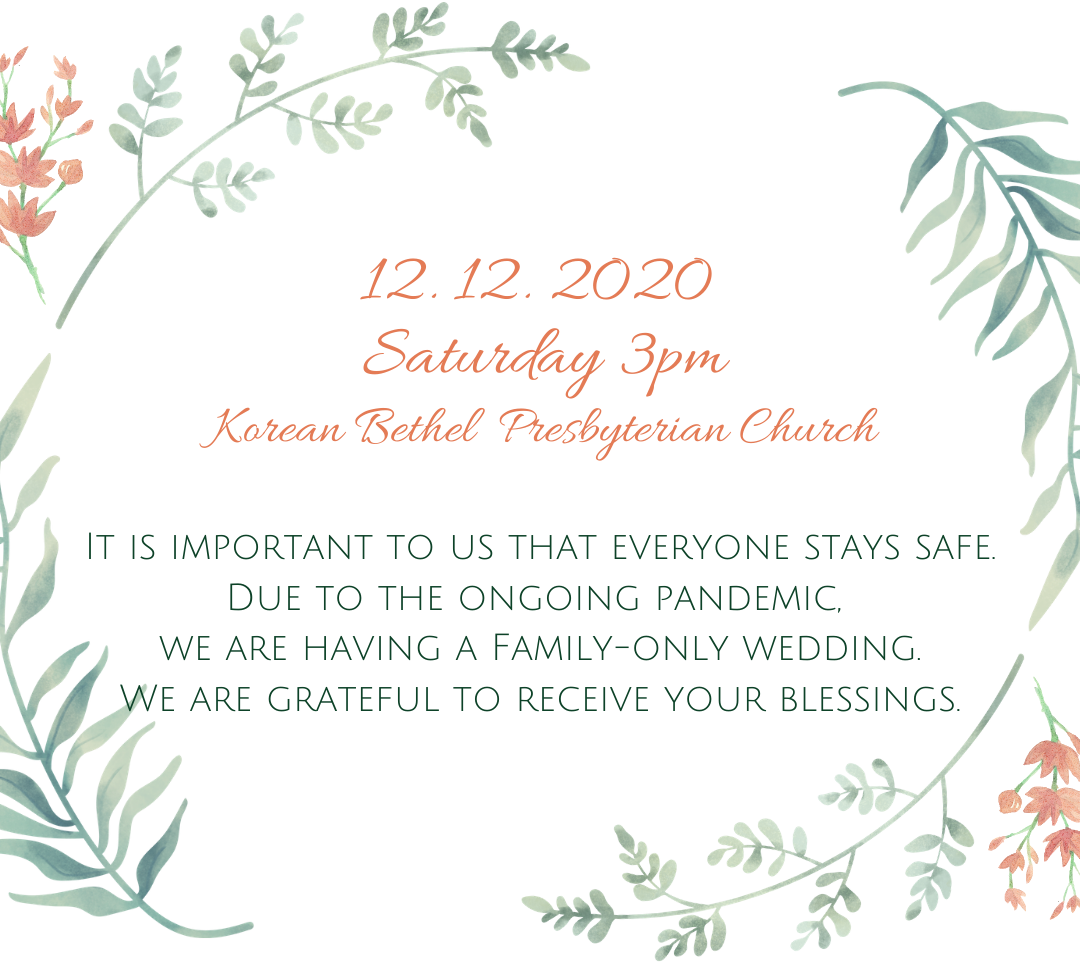 12. 12. 2020
Saturday 3pm
Korean Bethel Presbyterian Church
It is important to us that everyone stays safe.
Due to the ongoing pandemic,
we are having a Family-only wedding.
We are grateful to receive your blessings.